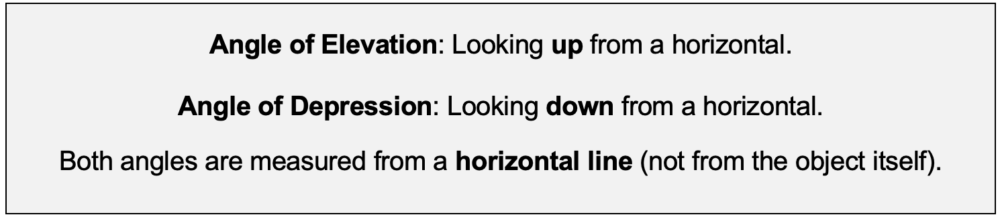 Angle of Elevation: Looking up from a horizontal.
Angle of Depression: Looking down from a horizontal.
Both angles are measured from a horizontal line (not from the object itself).